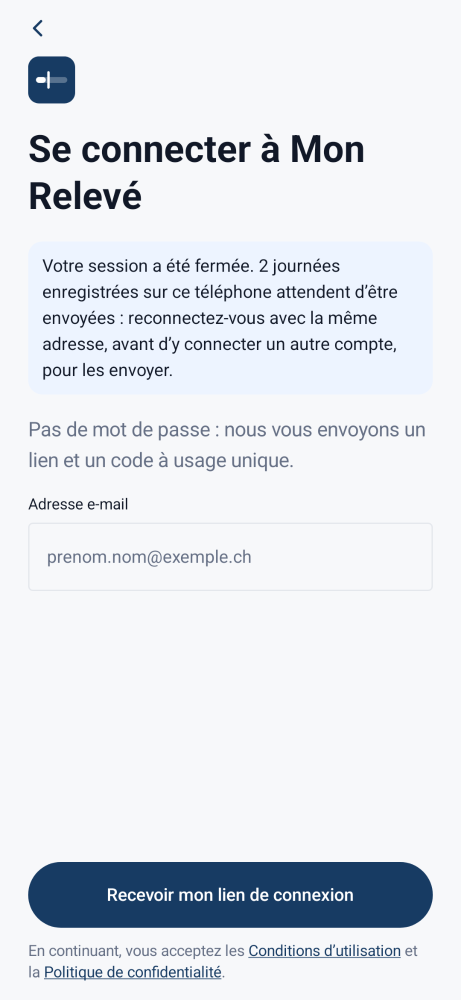 Se connecter à Mon
Relevé
Votre session a été fermée. 2 journées
enregistrées sur ce téléphone attendent d’être
envoyées : reconnectez-vous avec la même
adresse, avant d’y connecter un autre compte,
pour les envoyer.
Pas de mot de passe : nous vous envoyons un
lien et un code à usage unique.
Adresse e-mail
prenom.nom@exemple.ch
Recevoir mon lien de connexion
En continuant, vous acceptez les Conditions d’utilisation et
la Politique de confidentialité.